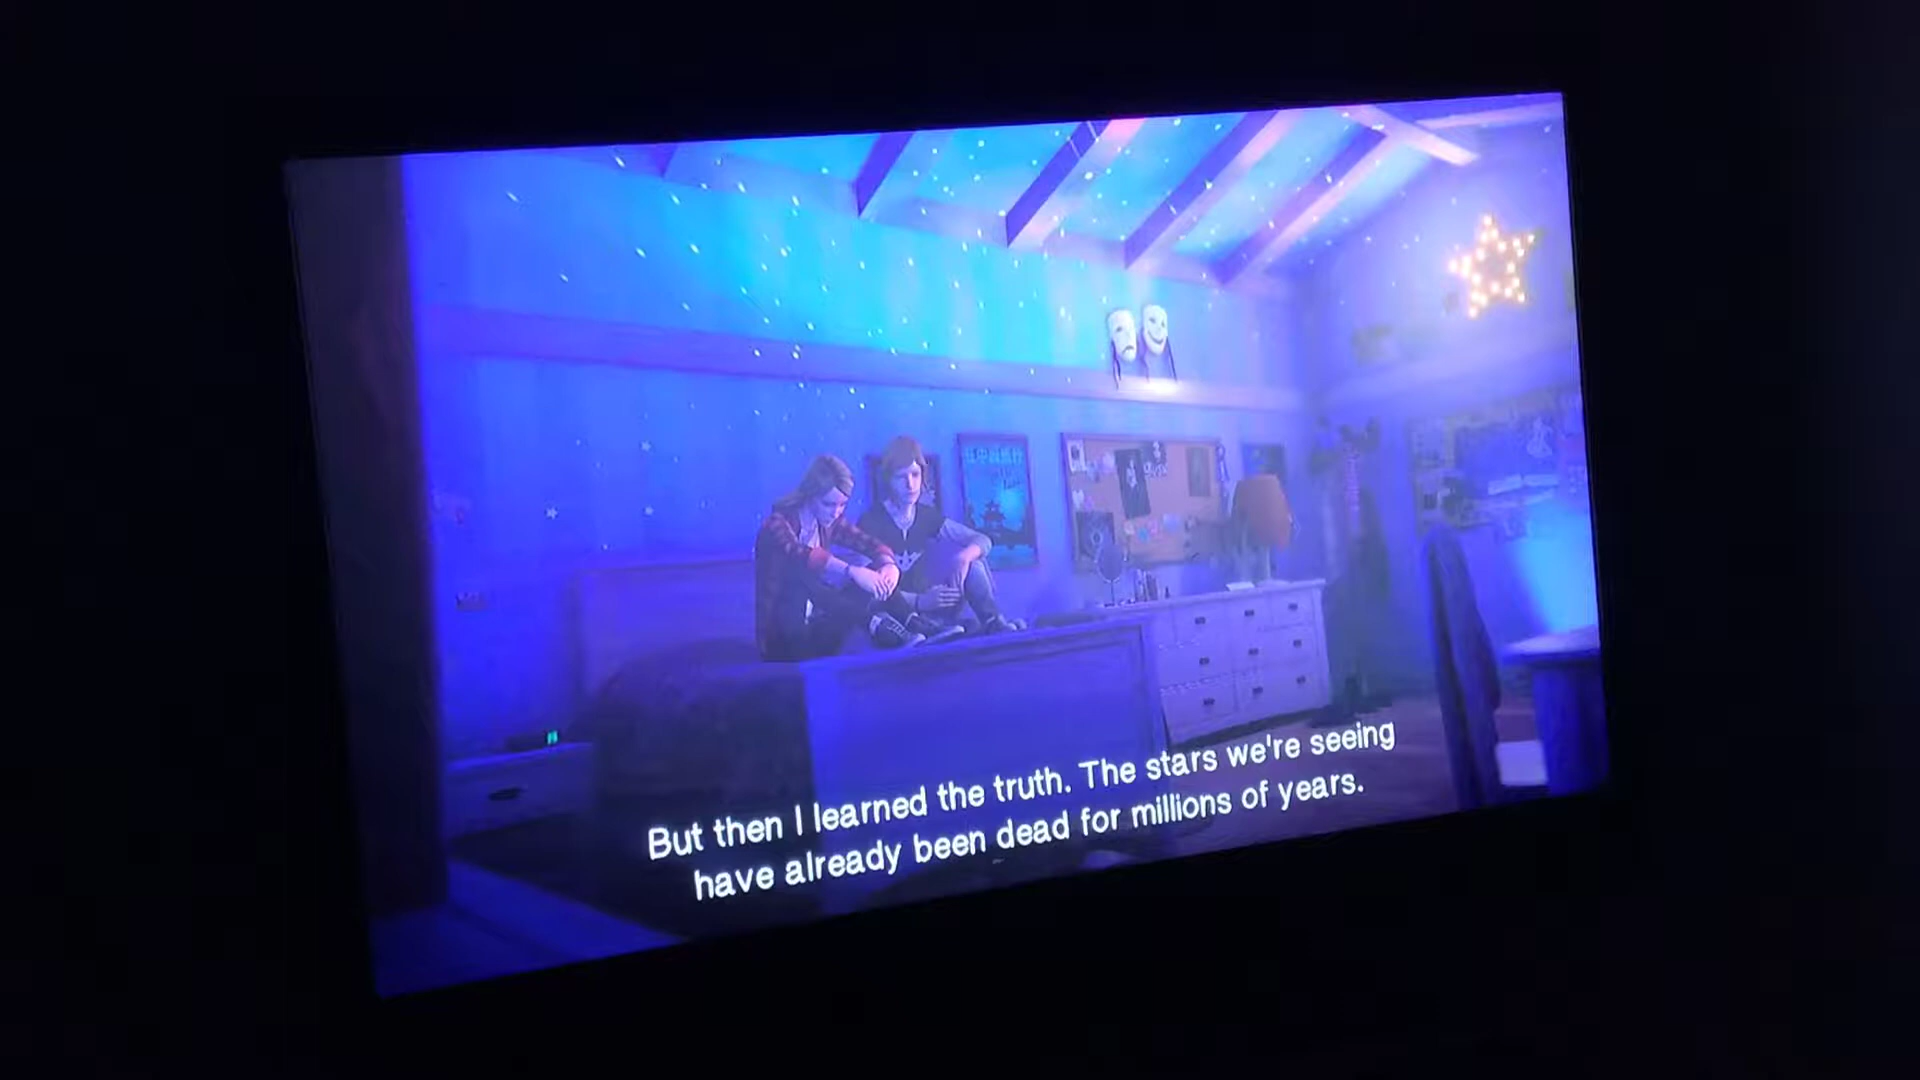 But then I learned the truth. The stars we're seeing
have already been dead for millions of years.